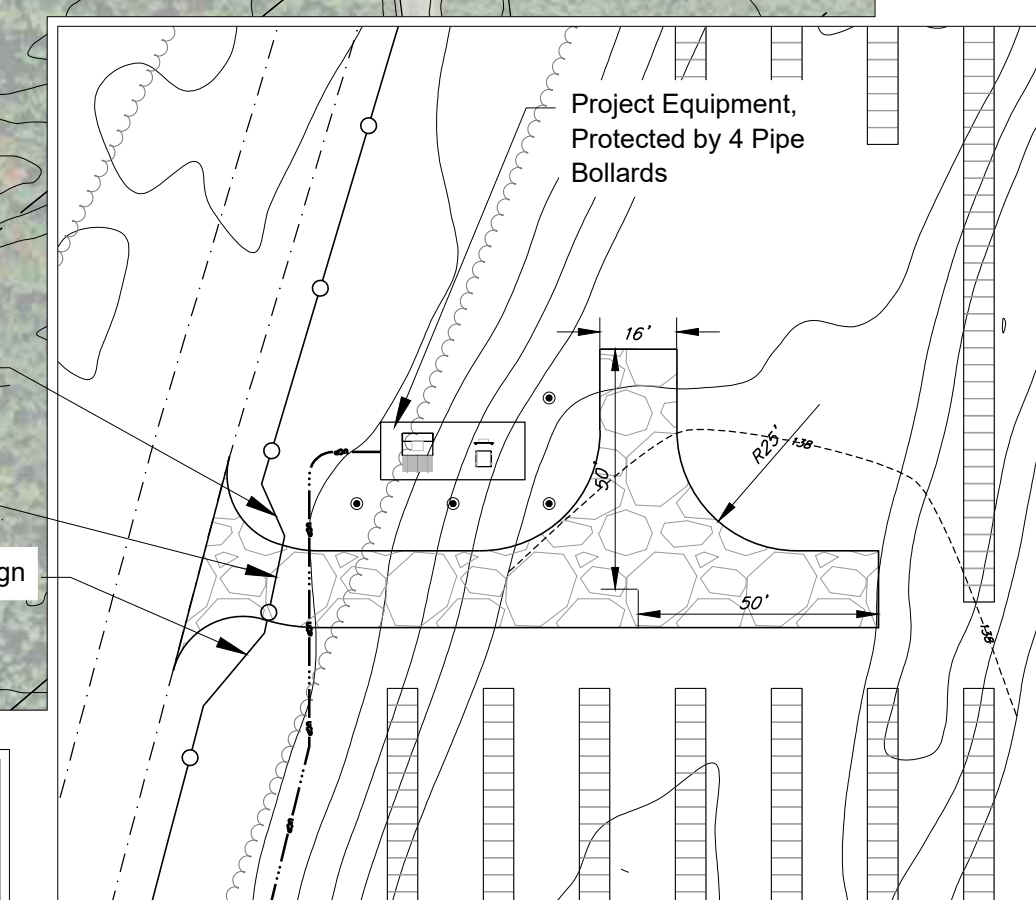 Project Equipment,
Protected by 4 Pipe
Bollards
16'
R25'
138
50'
gn
50'
138